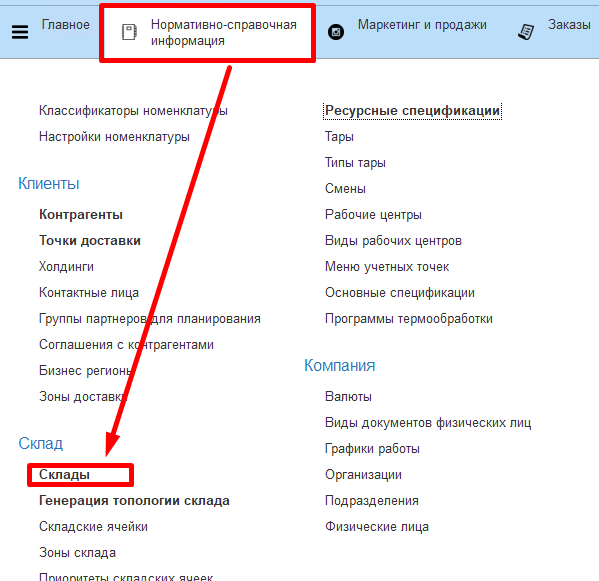 Главное
Нормативно-справочная
информация
Маркетинг и продажи
Заказы
Классификаторы номенклатуры
Настройки номенклатуры
Клиенты
Контрагенты
Точки доставки
Холдинги
Контактные лица
Группы партнеров для планирования
Соглашения с контрагентами
Бизнес регионы
Зоны доставки
Склад
Склады
Генерация топологии склада
Складские ячейки
Зоны склада
Приоритеты складских ячеек
Ресурсные спецификации
Тары
Типы тары
Смены
Рабочие центры
Виды рабочих центров
Меню учетных точек
Основные спецификации
Программы термообработки
Компания
Валюты
Виды документов физических лиц
Графики работы
Организации
Подразделения
Физические лица